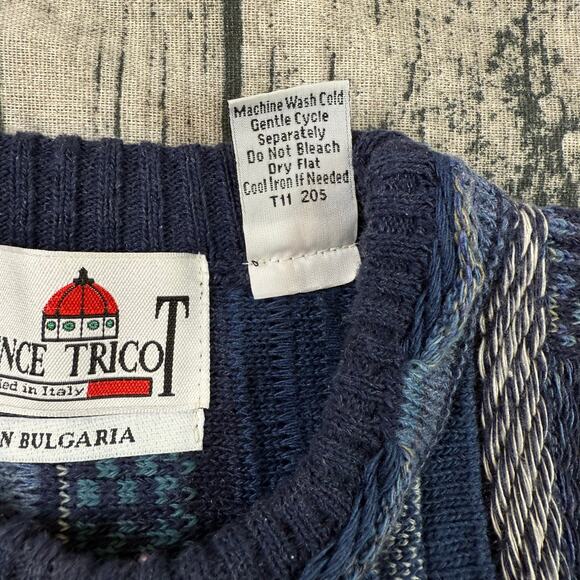 Machine Wash Cold
Gentle Cycle
Separately
Do Not Bleach
Dry Flat
Cool Iron If Needed
T11 205
NCE TRICOT
ed in Italy
N BULGARIA